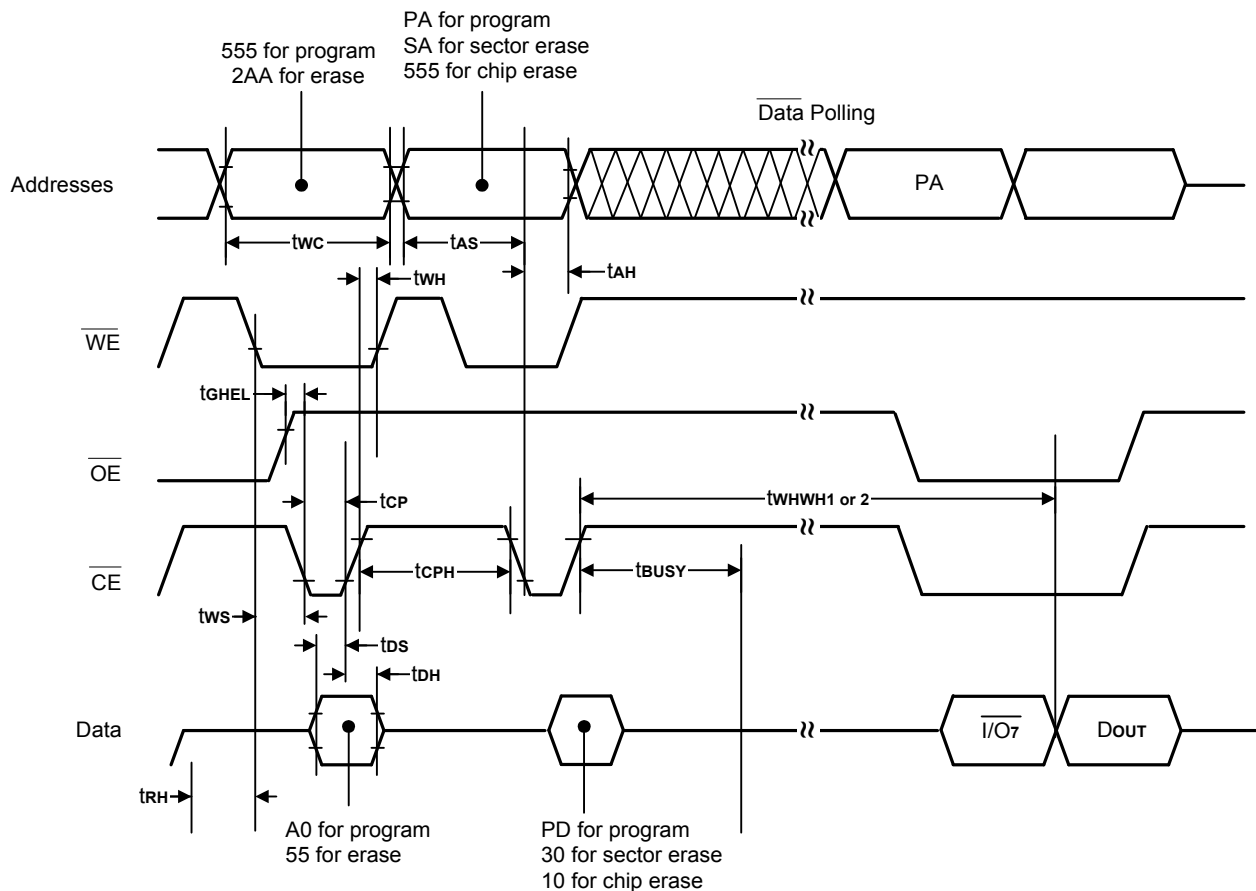 555 for program
2AA for erase
PA for program
SA for sector erase
555 for chip erase
Data Polling
Addresses
PA
tWC
tAS
tWH
tAH
WE
tGHEL
OE
tCP
tWHWH1 or 2
CE
tCPH
tBUSY
tWS
tDS
tDH
Data
I/O7
DOUT
tRH
A0 for program
55 for erase
PD for program
30 for sector erase
10 for chip erase